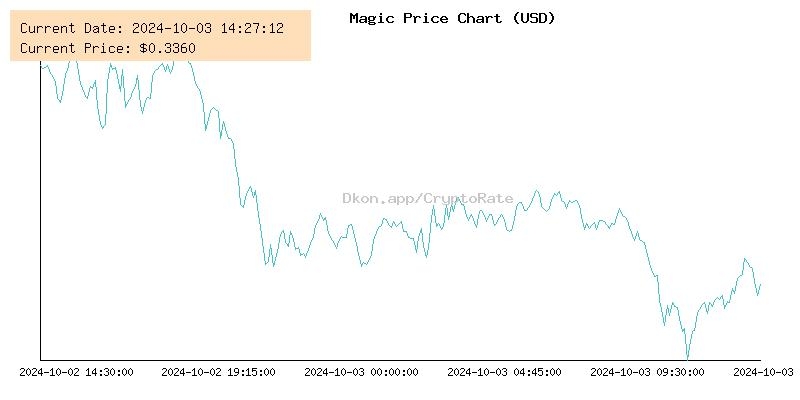 Magic Price Chart (USD)
Current Date: 2024-10-03 14:27:12
Current Price: $0.3360
Dkon.app/CryptoRate
2024-10-02 14:30:00 2024-10-02 19:15:00 2024-10-03 00:00:00 2024-10-03 04:45:00 2024-10-03 09:30:00 2024-10-03